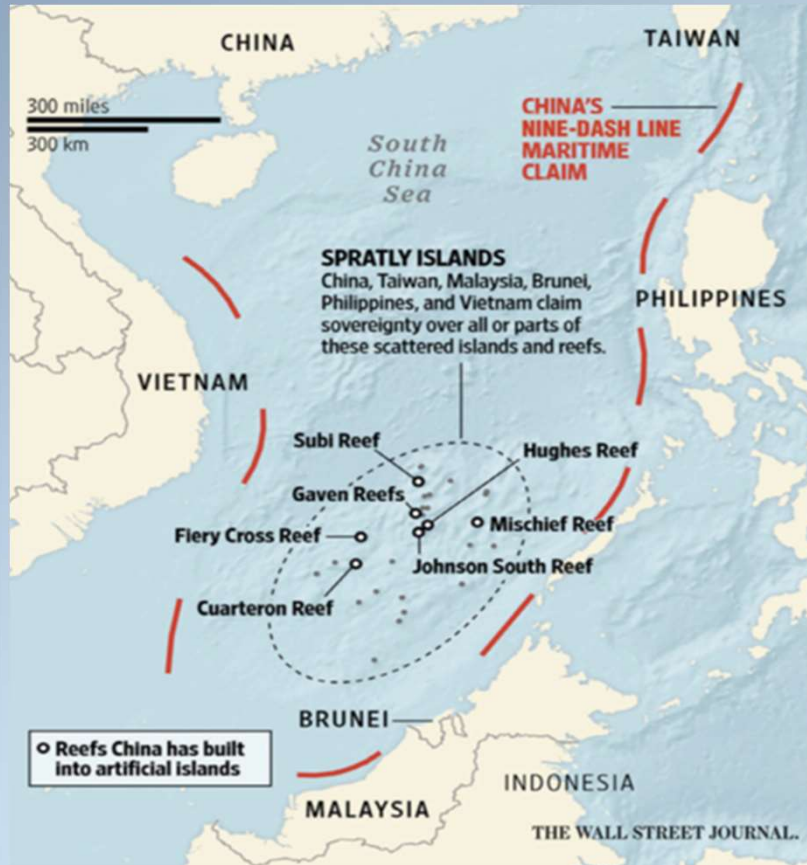 CHINA
TAIWAN
300 miles
300 km
CHINA'S
NINE-DASH LINE
MARITIME
CLAIM
South
China
Sea
SPRATLY ISLANDS
China, Taiwan, Malaysia, Brunei,
Philippines, and Vietnam claim
sovereignty over all or parts of
these scattered islands and reefs.
PHILIPPINES
VIETNAM
Subi Reef
Hughes Reef
Gaven Reefs
Mischief Reef
Fiery Cross Reef
Johnson South Reef
Cuarteron Reef
BRUNEI
Reefs China has built
into artificial islands
INDONESIA
MALAYSIA
THE WALL STREET JOURNAL.